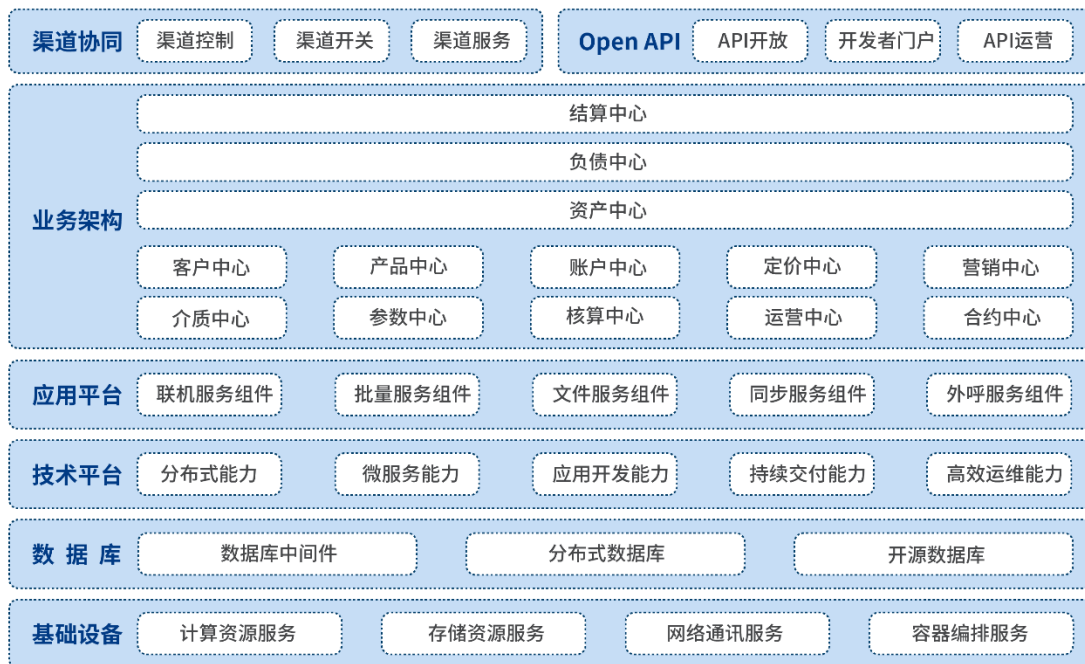 渠道协同 渠道控制 渠道开关 渠道服务 Open API API开放 开发者门户 API运营
结算中心
负债中心
资产中心
业务架构
客户中心 产品中心 账户中心 定价中心 营销中心
介质中心 参数中心 核算中心 运营中心 合约中心
应用平台 联机服务组件 批量服务组件 文件服务组件 同步服务组件 外呼服务组件
技术平台 分布式能力 微服务能力 应用开发能力 持续交付能力 高效运维能力
数据库 数据库中间件 分布式数据库 开源数据库
基础设备 计算资源服务 存储资源服务 网络通讯服务 容器编排服务